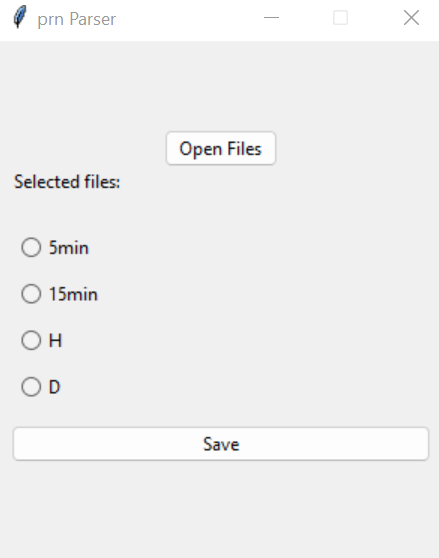 prn Parser
Open Files
Selected files:
5min
15min
H
D
Save